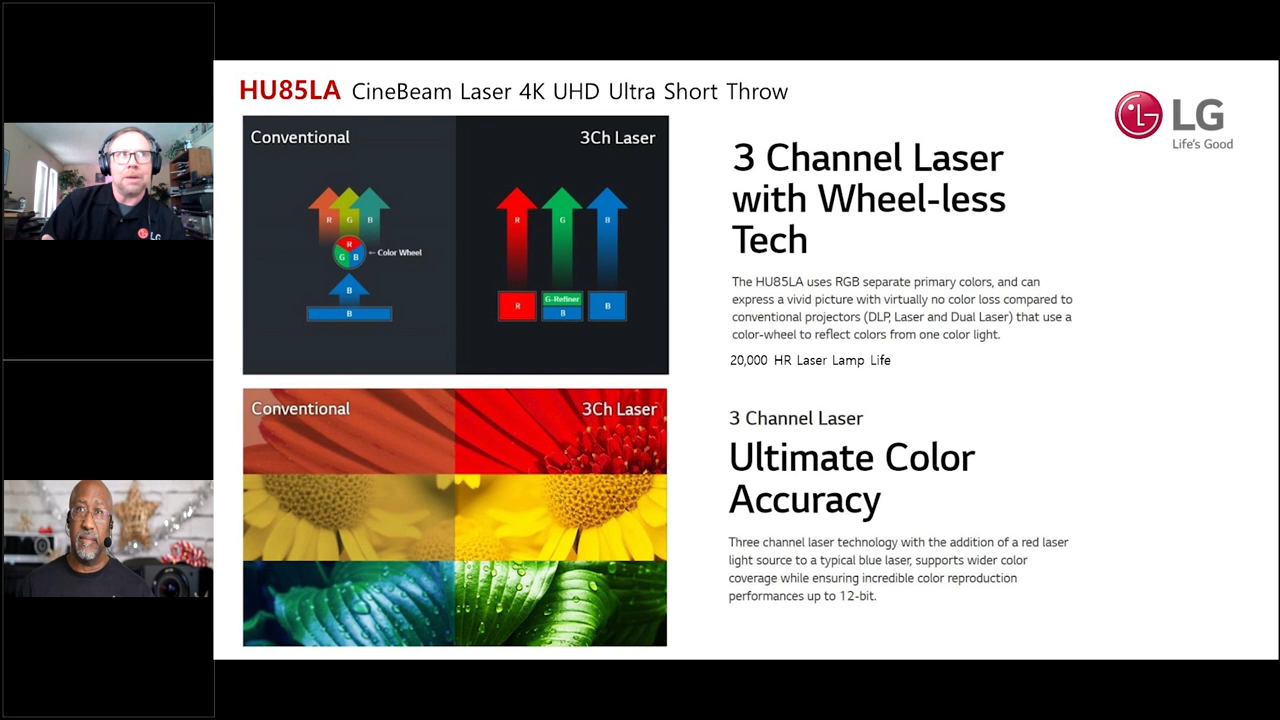 HU85LA CineBeam Laser 4K UHD Ultra Short Throw
LG
Life's Good
Conventional
3Ch Laser
R G B
R
G B
← Color Wheel
B
B
R G B
R
G-Refiner
B
B
3 Channel Laser
with Wheel-less
Tech
The HU85LA uses RGB separate primary colors, and can
express a vivid picture with virtually no color loss compared to
conventional projectors (DLP, Laser and Dual Laser) that use a
color-wheel to reflect colors from one color light.
20,000 HR Laser Lamp Life
Conventional
3Ch Laser
3 Channel Laser
Ultimate Color
Accuracy
Three channel laser technology with the addition of a red laser
light source to a typical blue laser, supports wider color
coverage while ensuring incredible color reproduction
performances up to 12-bit.
LG